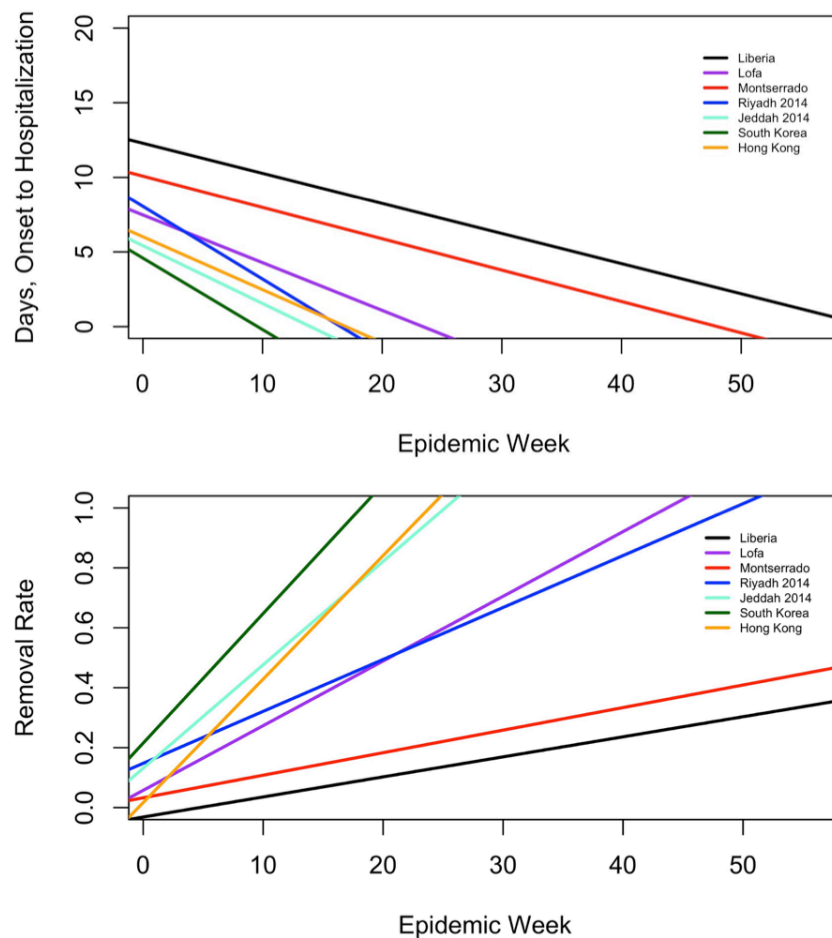 Days, Onset to Hospitalization
20
15
10
5
0
Liberia
Lofa
Montserrado
Riyadh 2014
Jeddah 2014
South Korea
Hong Kong
0 10 20 30 40 50
Epidemic Week
Removal Rate
1.0
0.8
0.6
0.4
0.2
0.0
Liberia
Lofa
Montserrado
Riyadh 2014
Jeddah 2014
South Korea
Hong Kong
0 10 20 30 40 50
Epidemic Week